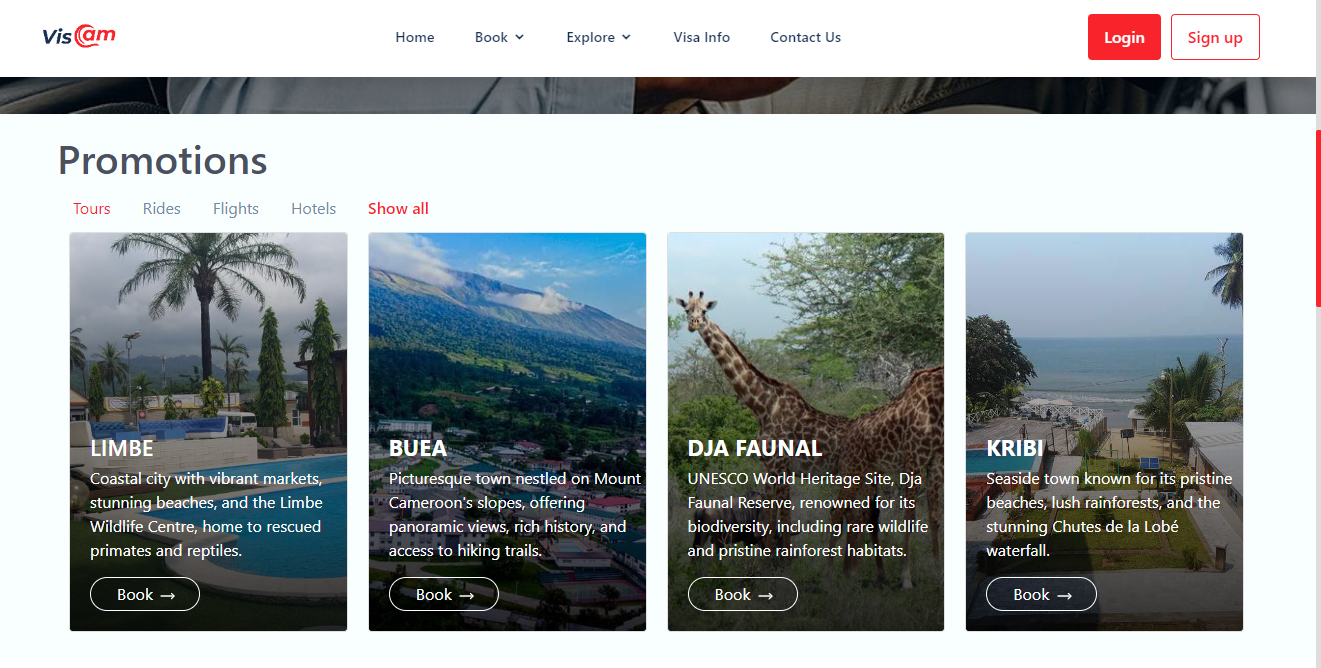 Viscam
Home
Book
Explore
Visa Info
Contact Us
Login
Sign up
Promotions
Tours
Rides
Flights
Hotels
Show all
LIMBE
Coastal city with vibrant markets,
stunning beaches, and the Limbe
Wildlife Centre, home to rescued
primates and reptiles.
Book →
BUEA
Picturesque town nestled on Mount
Cameroon's slopes, offering
panoramic views, rich history, and
access to hiking trails.
Book →
DJA FAUNAL
UNESCO World Heritage Site, Dja
Faunal Reserve, renowned for its
biodiversity, including rare wildlife
and pristine rainforest habitats.
Book →
KRIBI
Seaside town known for its pristine
beaches, lush rainforests, and the
stunning Chutes de la Lobé
waterfall.
Book →